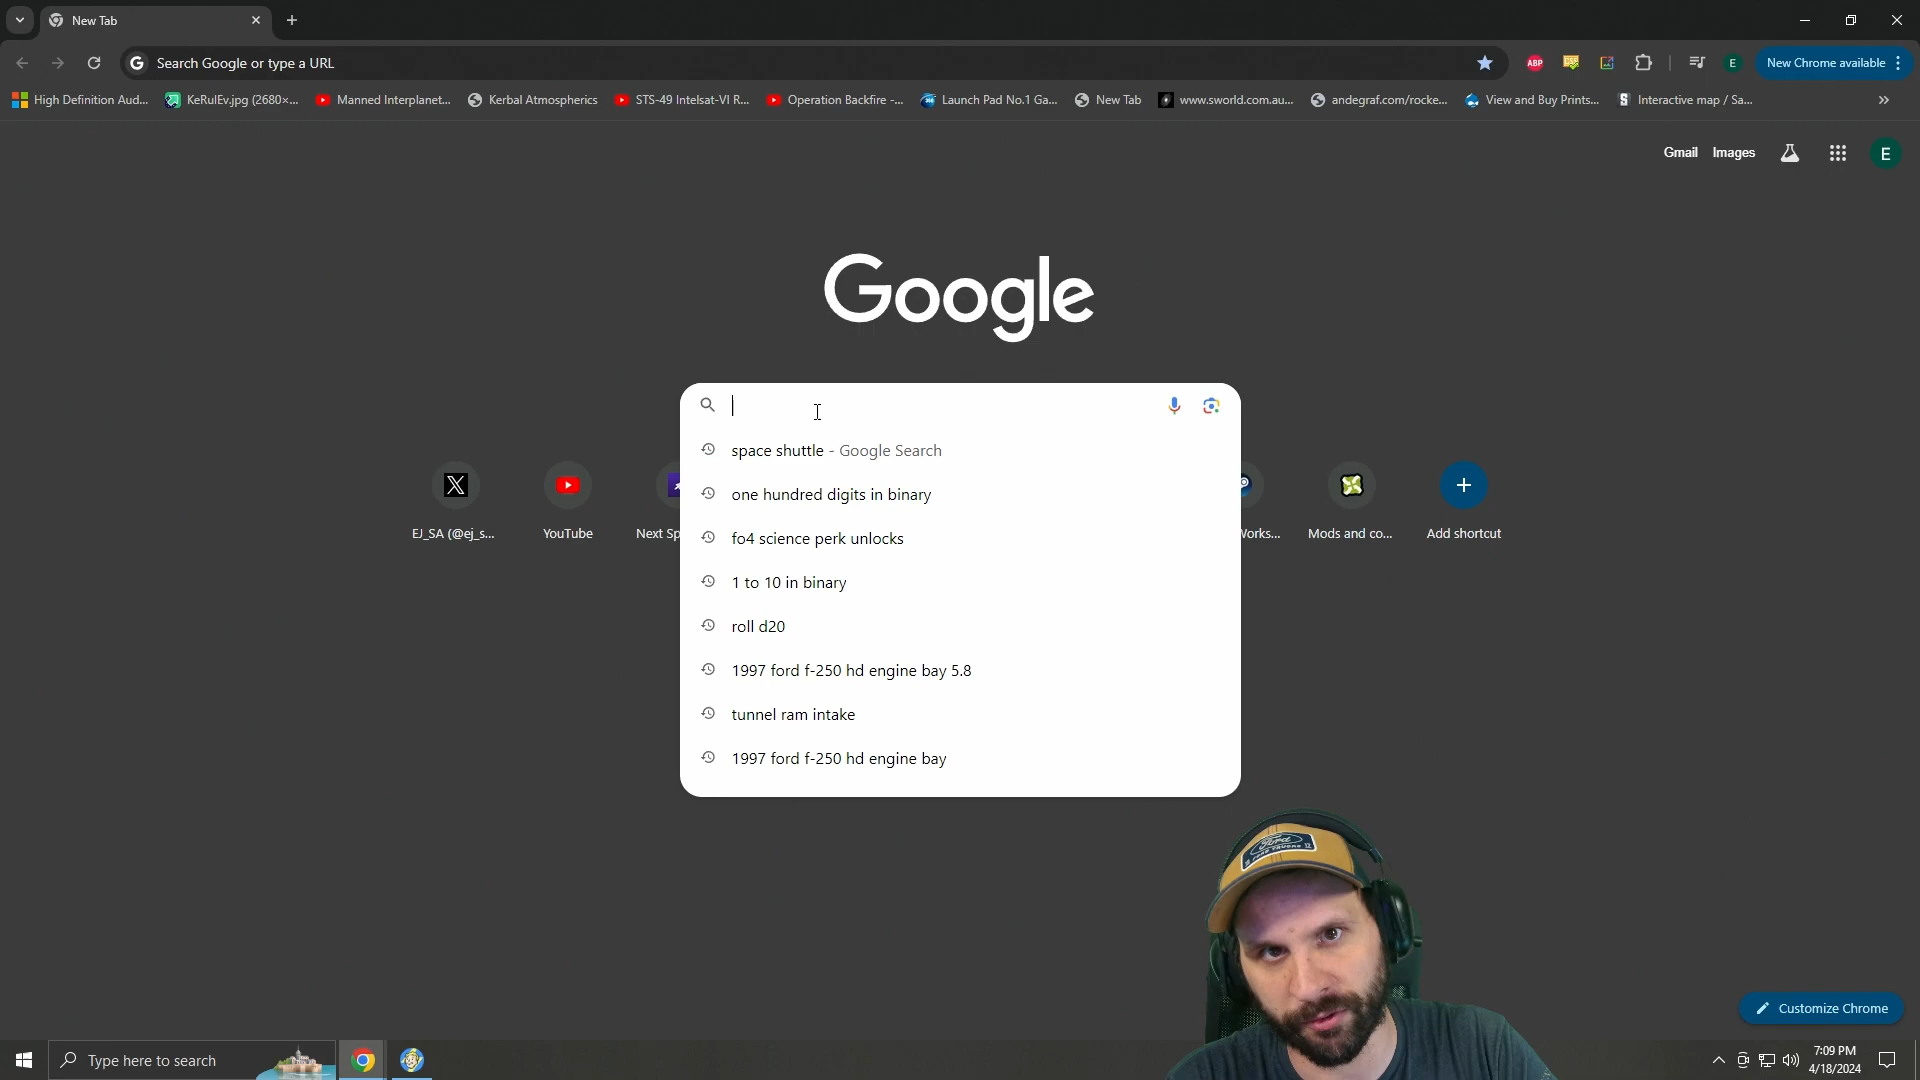 New Tab
Search Google or type a URL
ABP
E
New Chrome available
High Definition Aud...
KeRulEv.jpg (2680×...
Manned Interplanet...
Kerbal Atmospherics
STS-49 Intelsat-VI R...
Operation Backfire -...
Launch Pad No.1 Ga...
New Tab
www.sworld.com.au...
andegraf.com/rocke...
View and Buy Prints...
Interactive map / Sa...
Gmail
Images
E
Google
space shuttle - Google Search
one hundred digits in binary
fo4 science perk unlocks
1 to 10 in binary
roll d20
1997 ford f-250 hd engine bay 5.8
tunnel ram intake
1997 ford f-250 hd engine bay
EJ_SA (@ej_s...
YouTube
Next Sp
Works...
Mods and co...
Add shortcut
Ford
Customize Chrome
Type here to search
7:09 PM
4/18/2024